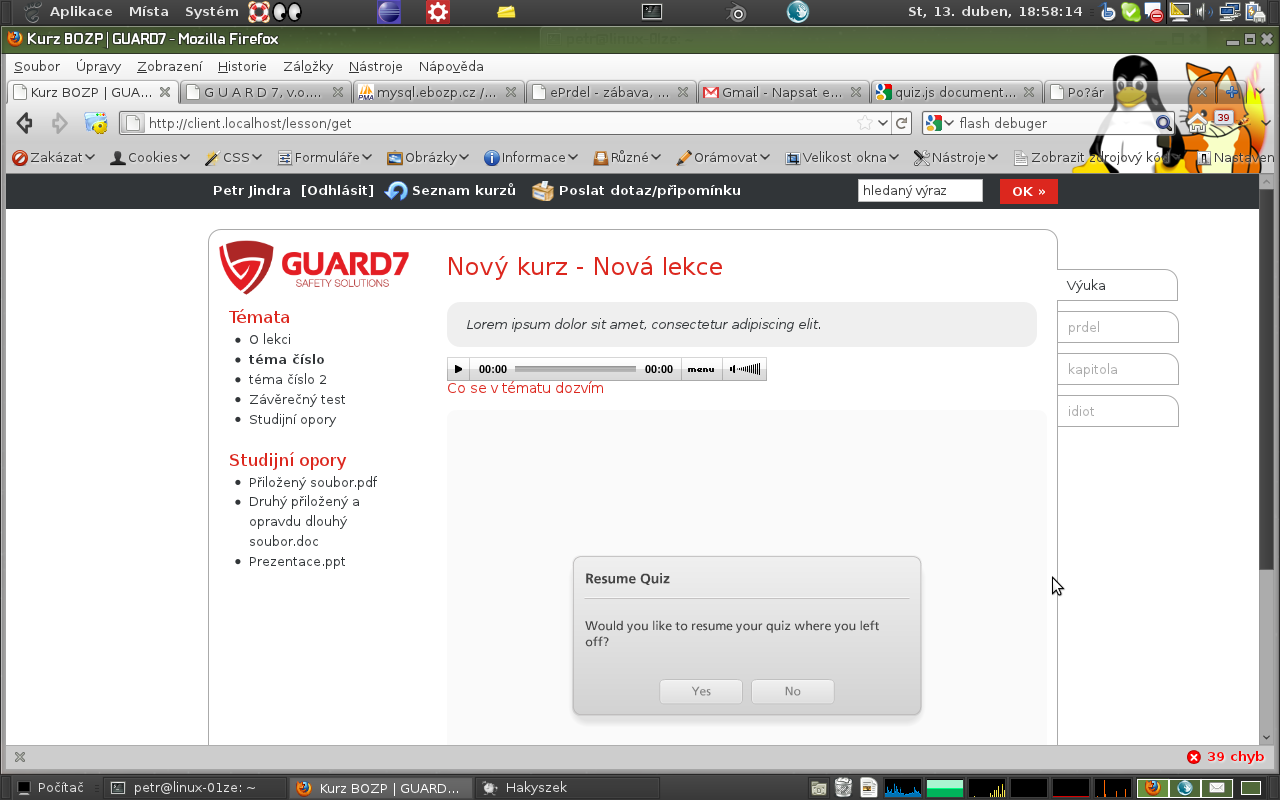 Aplikace Místa Systém St, 13. duben, 18:58:14
Kurz BOZP | GUARD7 - Mozilla Firefox
Soubor Úpravy Zobrazení Historie Záložky Nástroje Nápověda
Kurz BOZP | GUA... G U A R D 7, v.o.... mysql.ebozp.cz /... ePrdel - zábava, ... Gmail - Napsat e... quiz.js document... Po?ár
http://client.localhost/lesson/get flash debuger 39
Zakázat Cookies CSS Formuláře Obrázky Informace Různé Orámovat Velikost okna Nástroje Zobrazit zdrojový kód Nastaven
Petr Jindra [Odhlásit] Seznam kurzů Poslat dotaz/připomínku hledaný výraz OK »
GUARD7
SAFETY SOLUTIONS
Témata
O lekci
téma číslo
téma číslo 2
Závěrečný test
Studijní opory
Studijní opory
Přiložený soubor.pdf
Druhý přiložený a
opravdu dlouhý
soubor.doc
Prezentace.ppt
Nový kurz - Nová lekce
Lorem ipsum dolor sit amet, consectetur adipiscing elit.
00:00 00:00 menu
Co se v tématu dozvím
Resume Quiz
Would you like to resume your quiz where you left
off?
Yes No
Výuka
prdel
kapitola
idiot
39 chyb
Počítač petr@linux-01ze: ~ Kurz BOZP | GUARD... Hakyszek